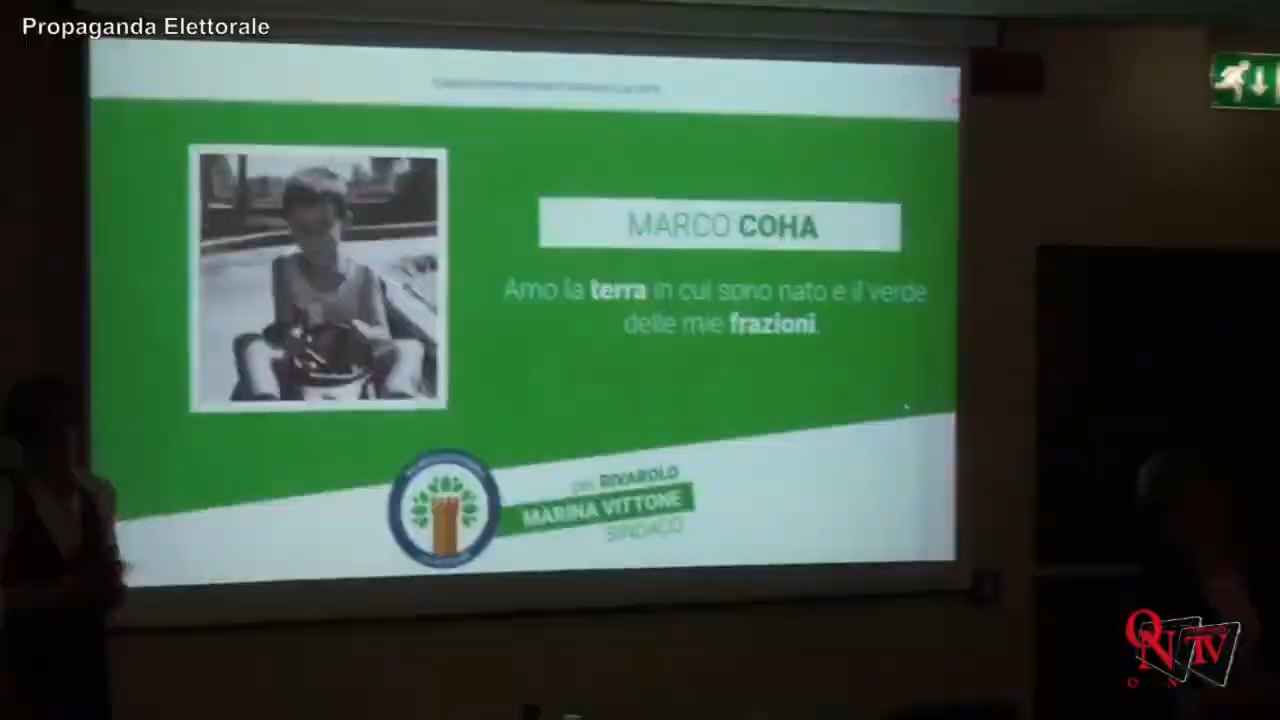 Propaganda Elettorale
MARCO COHA
Amo la terra in cui sono nato e il verde
delle mie frazioni.
per RIVAROLO
MARINA VITTONE
SINDACO
QN TV